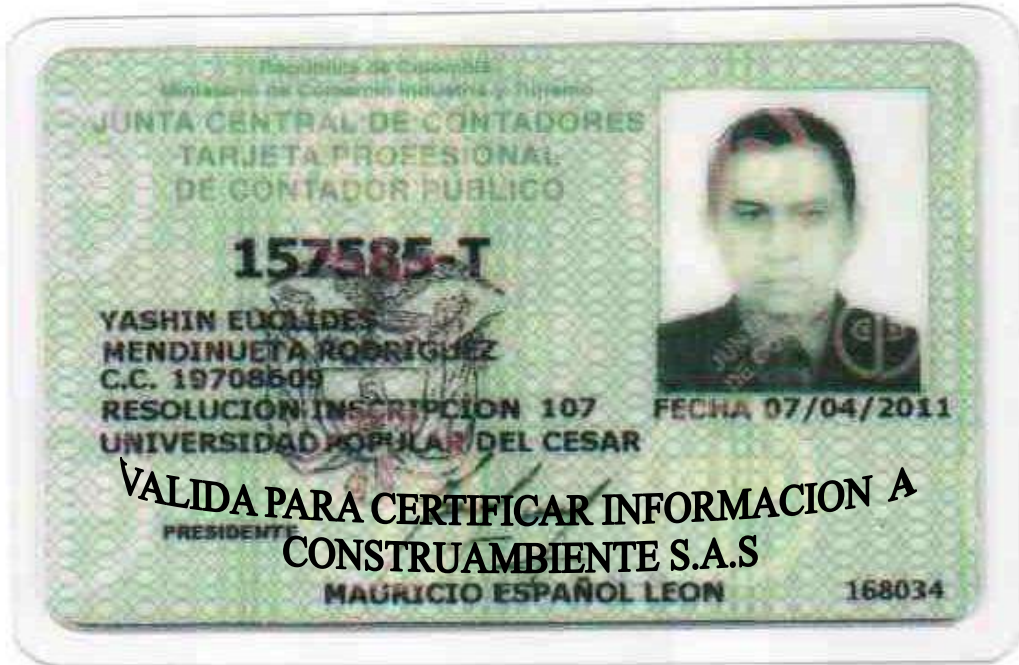 República de Colombia
Ministerio de Comercio Industria y Turismo
JUNTA CENTRAL DE CONTADORES
TARJETA PROFESIONAL
DE CONTADOR PUBLICO
157585-T
YASHIN EUCLIDES
MENDINUETA RODRIGUEZ
C.C. 19708609
RESOLUCION INSCRIPCION 107
FECHA 07/04/2011
UNIVERSIDAD POPULAR DEL CESAR
VALIDA PARA CERTIFICAR INFORMACION A
CONSTRUAMBIENTE S.A.S
PRESIDENTE
MAURICIO ESPAÑOL LEON
168034